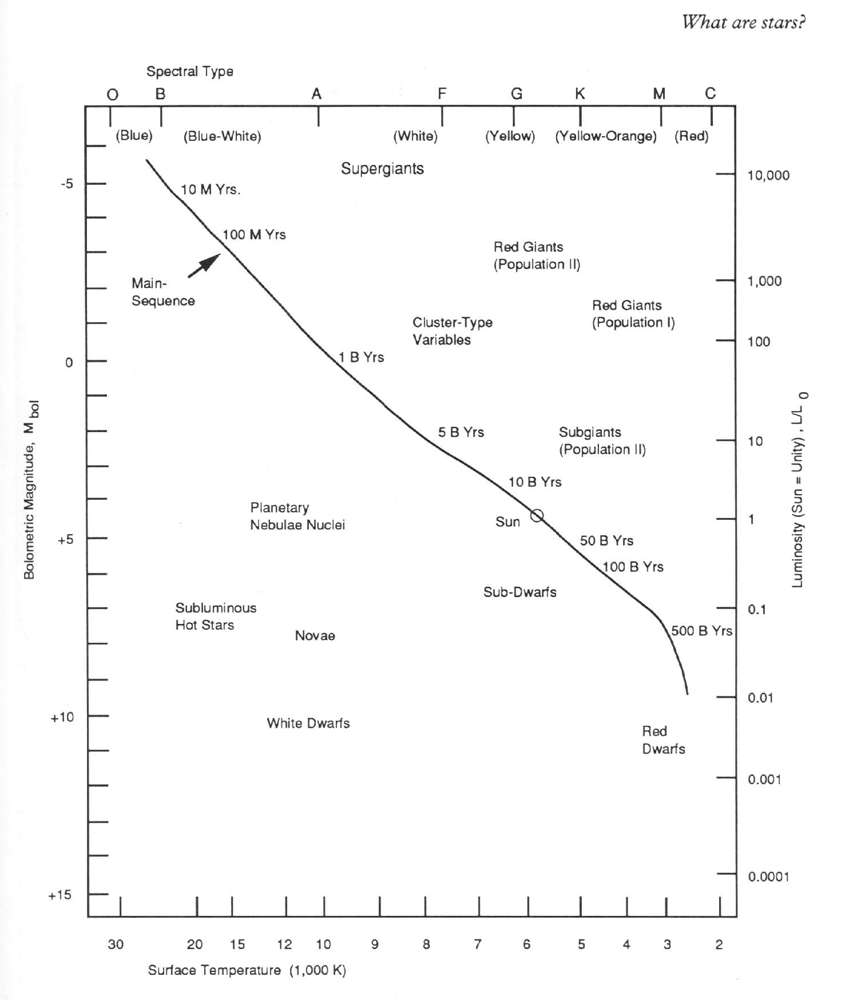 What are stars?
Spectral Type
O B A F G K M C
(Blue) (Blue-White) (White) (Yellow) (Yellow-Orange) (Red)
Supergiants
-5
10,000
10 M Yrs.
100 M Yrs
Red Giants
(Population II)
Main-
Sequence
1,000
Red Giants
(Population I)
Cluster-Type
Variables
100
0
1 B Yrs
Bolometric Magnitude, M bol
Luminosity (Sun = Unity) , L/L 0
5 B Yrs
Subgiants
(Population II)
10
10 B Yrs
Planetary
Nebulae Nuclei
Sun
1
+5
50 B Yrs
100 B Yrs
Sub-Dwarfs
Subluminous
Hot Stars
0.1
Novae
500 B Yrs
0.01
+10
White Dwarfs
Red
Dwarfs
0.001
0.0001
+15
30 20 15 12 10 9 8 7 6 5 4 3 2
Surface Temperature (1,000 K)